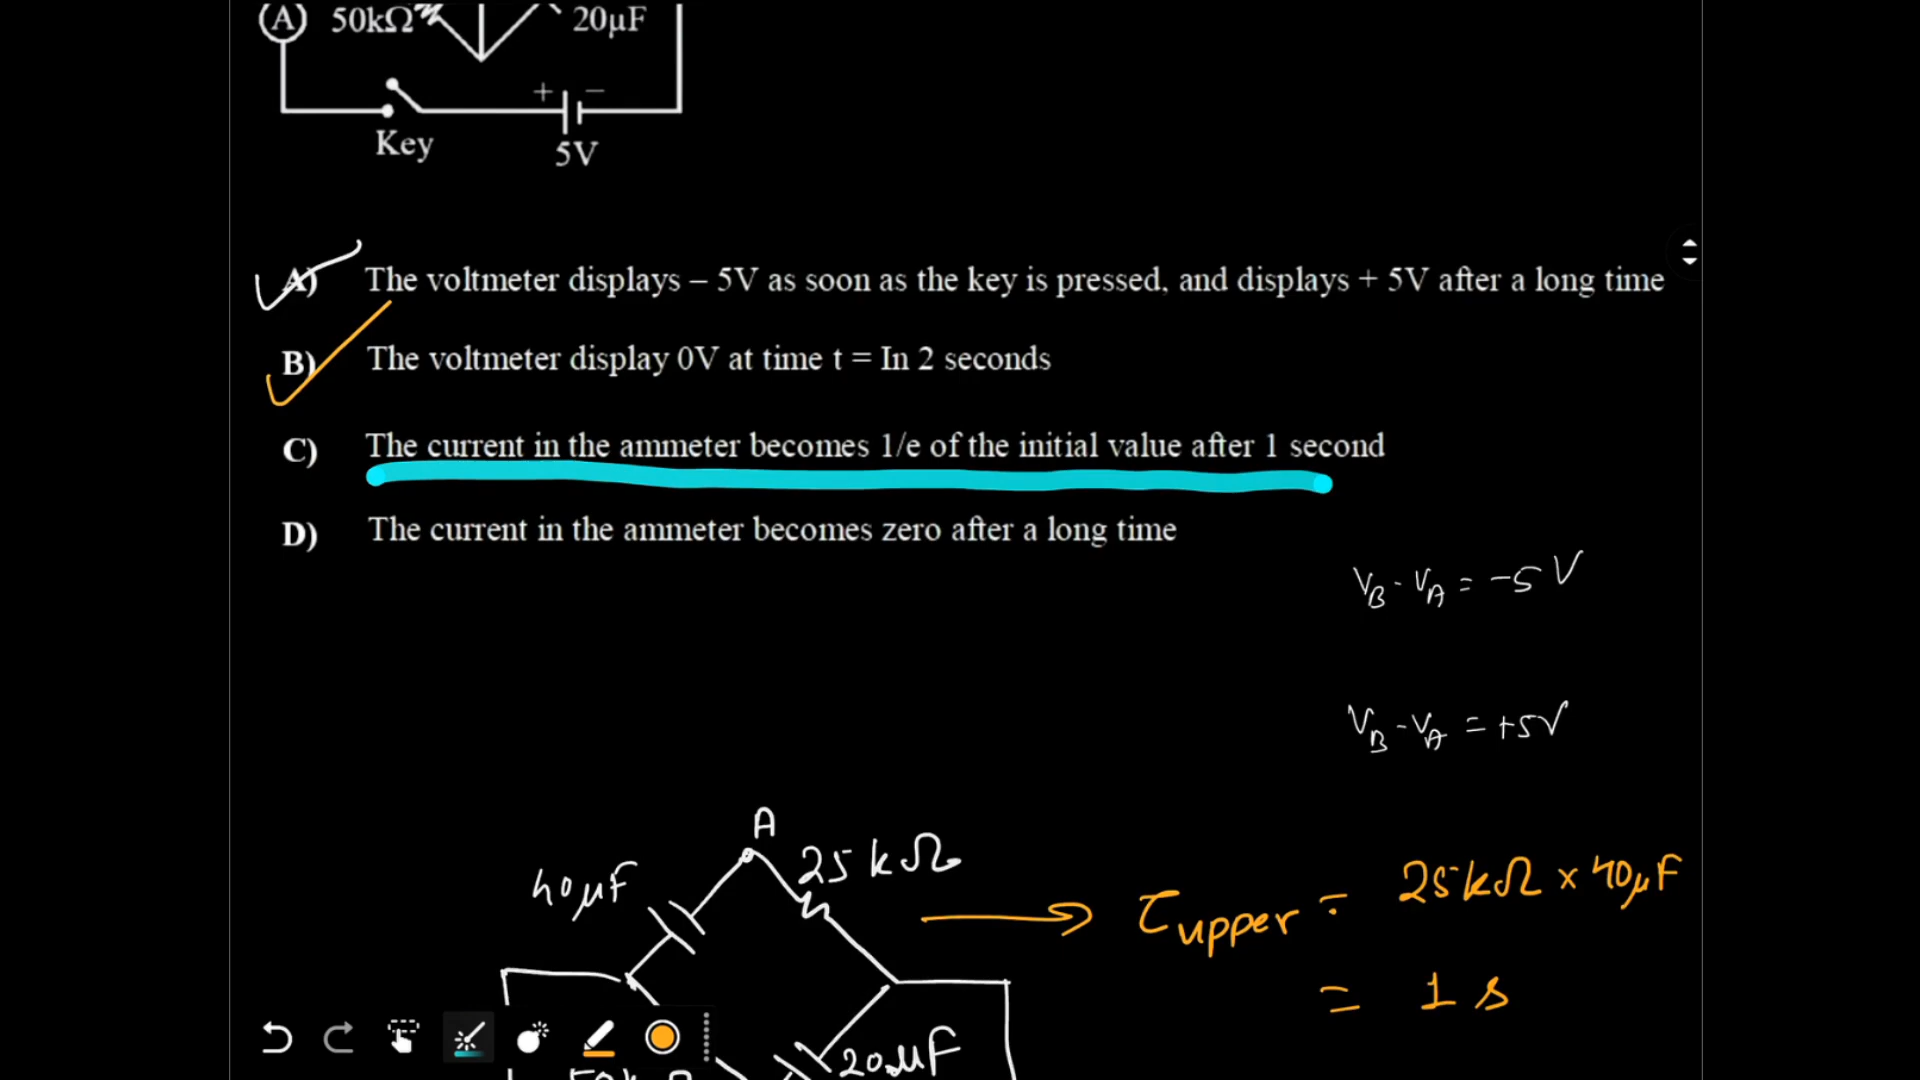 A 50kΩ 20μF
+ −
Key 5V
A) The voltmeter displays – 5V as soon as the key is pressed, and displays + 5V after a long time
B) The voltmeter display 0V at time t = In 2 seconds
C) The current in the ammeter becomes 1/e of the initial value after 1 second
D) The current in the ammeter becomes zero after a long time
V_B - V_A = -5 V
V_B - V_A = +5V
A
40μF 25 kΩ
τ_upper = 25kΩ × 40μF
= 1 s
20μF